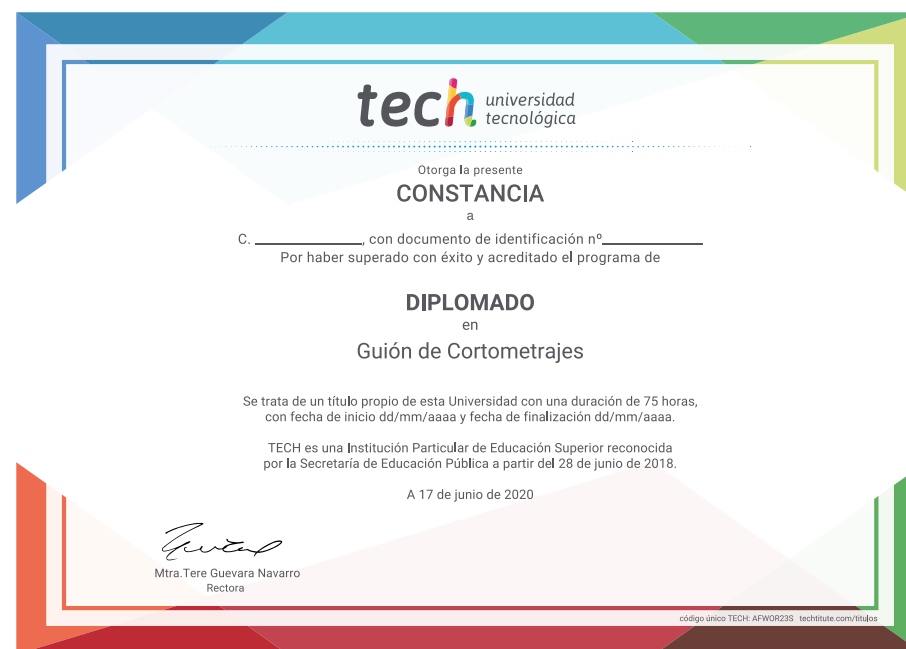 tech universidad
tecnológica
Otorga la presente
CONSTANCIA
a
C. ____________, con documento de identificación nº____________
Por haber superado con éxito y acreditado el programa de
DIPLOMADO
en
Guión de Cortometrajes
Se trata de un título propio de esta Universidad con una duración de 75 horas,
con fecha de inicio dd/mm/aaaa y fecha de finalización dd/mm/aaaa.
TECH es una Institución Particular de Educación Superior reconocida
por la Secretaría de Educación Pública a partir del 28 de junio de 2018.
A 17 de junio de 2020
Mtra.Tere Guevara Navarro
Rectora
código único TECH: AFWOR23S techtitute.com/titulos